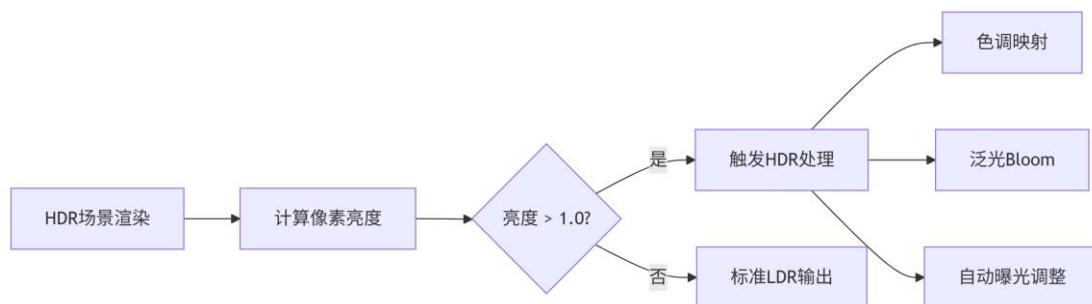 HDR场景渲染
计算像素亮度
亮度 > 1.0?
是
否
触发HDR处理
标准LDR输出
色调映射
泛光Bloom
自动曝光调整